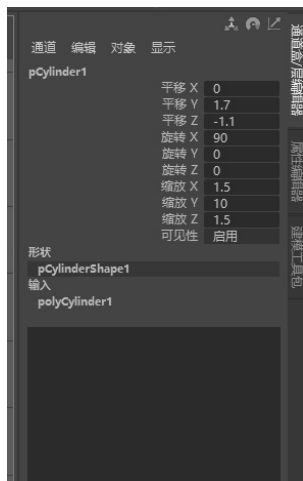 通道 编辑 对象 显示
pCylinder1
平移 X 0
平移 Y 1.7
平移 Z -1.1
旋转 X 90
旋转 Y 0
旋转 Z 0
缩放 X 1.5
缩放 Y 10
缩放 Z 1.5
可见性 启用
形状
pCylinderShape1
输入
polyCylinder1
通道盒/层编辑器
属性编辑器
建模工具包